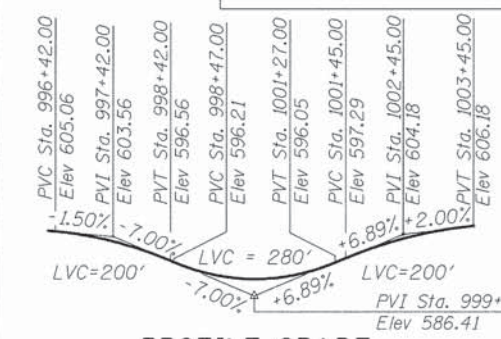 PVC Sta. 996+42.00
Elev 605.06
PVI Sta. 997+42.00
Elev 603.56
PVT Sta. 998+42.00
Elev 596.56
PVC Sta. 998+47.00
Elev 596.21
PVT Sta. 1001+27.00
Elev 596.05
PVC Sta. 1001+45.00
Elev 597.29
PVI Sta. 1002+45.00
Elev 604.18
PVT Sta. 1003+45.00
Elev 606.18
-1.50%
-7.00%
+6.89%
+2.00%
LVC=200'
LVC = 280'
LVC=200'
-7.00%
+6.89%
PVI Sta. 999+
Elev 586.41